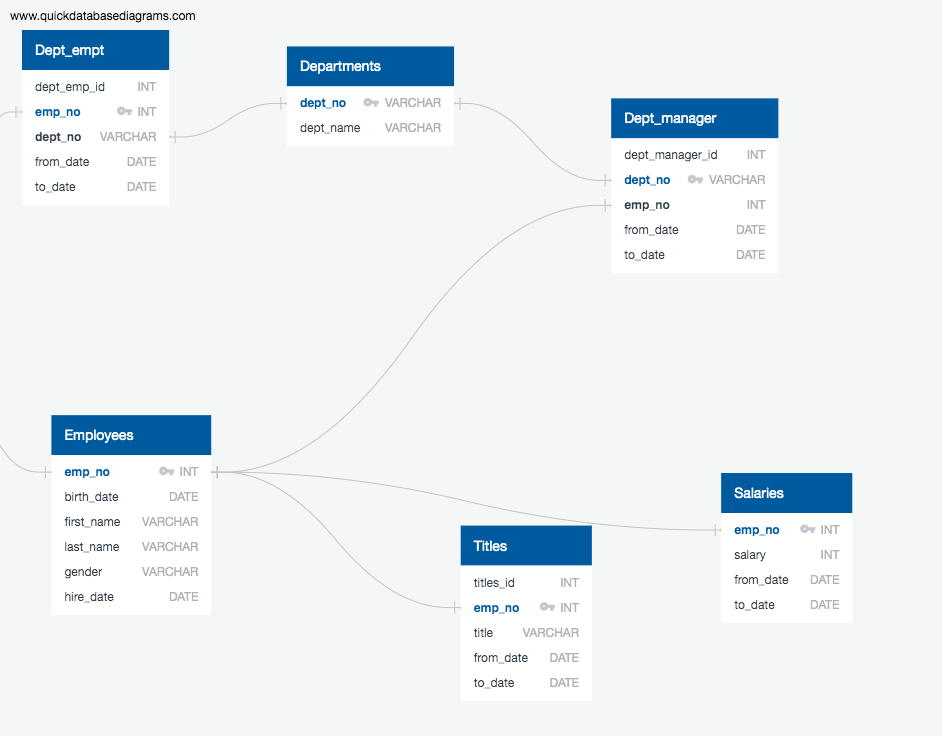 www.quickdatabasediagrams.com
Dept_empt
dept_emp_id INT
emp_no INT
dept_no VARCHAR
from_date DATE
to_date DATE
Departments
dept_no VARCHAR
dept_name VARCHAR
Dept_manager
dept_manager_id INT
dept_no VARCHAR
emp_no INT
from_date DATE
to_date DATE
Employees
emp_no INT
birth_date DATE
first_name VARCHAR
last_name VARCHAR
gender VARCHAR
hire_date DATE
Titles
titles_id INT
emp_no INT
title VARCHAR
from_date DATE
to_date DATE
Salaries
emp_no INT
salary INT
from_date DATE
to_date DATE